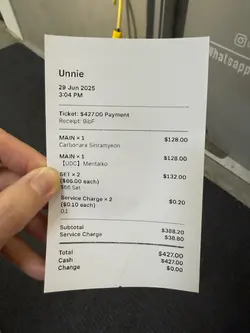 Unnie
29 Jun 2025
3:04 PM
Ticket: $427.00 Payment
Receipt: BibF
MAIN × 1 $128.00
Carbonara Sinramyeon
MAIN × 1 $128.00
【UDC】Mentaiko
SET × 2 $132.00
($66.00 each)
$66 Set
Service Charge × 2 $0.20
($0.10 each)
Subtotal $388.20
Service Charge $38.80
Total $427.00
Cash $427.00
Change $0.00
Whatsapp